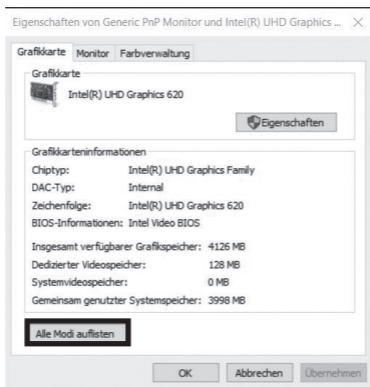 Eigenschaften von Generic PnP Monitor und Intel(R) UHD Graphics ...
Grafikkarte Monitor Farbverwaltung
Grafikkarte
Intel(R) UHD Graphics 620
Eigenschaften
Grafikkarteninformationen
Chiptyp: Intel(R) UHD Graphics Family
DAC-Typ: Internal
Zeichenfolge: Intel(R) UHD Graphics 620
BIOS-Informationen: Intel Video BIOS
Insgesamt verfügbarer Grafikspeicher: 4126 MB
Dedizierter Videospeicher: 128 MB
Systemvideospeicher: 0 MB
Gemeinsam genutzter Systemspeicher: 3998 MB
Alle Modi auflisten
OK Abbrechen Übernehmen